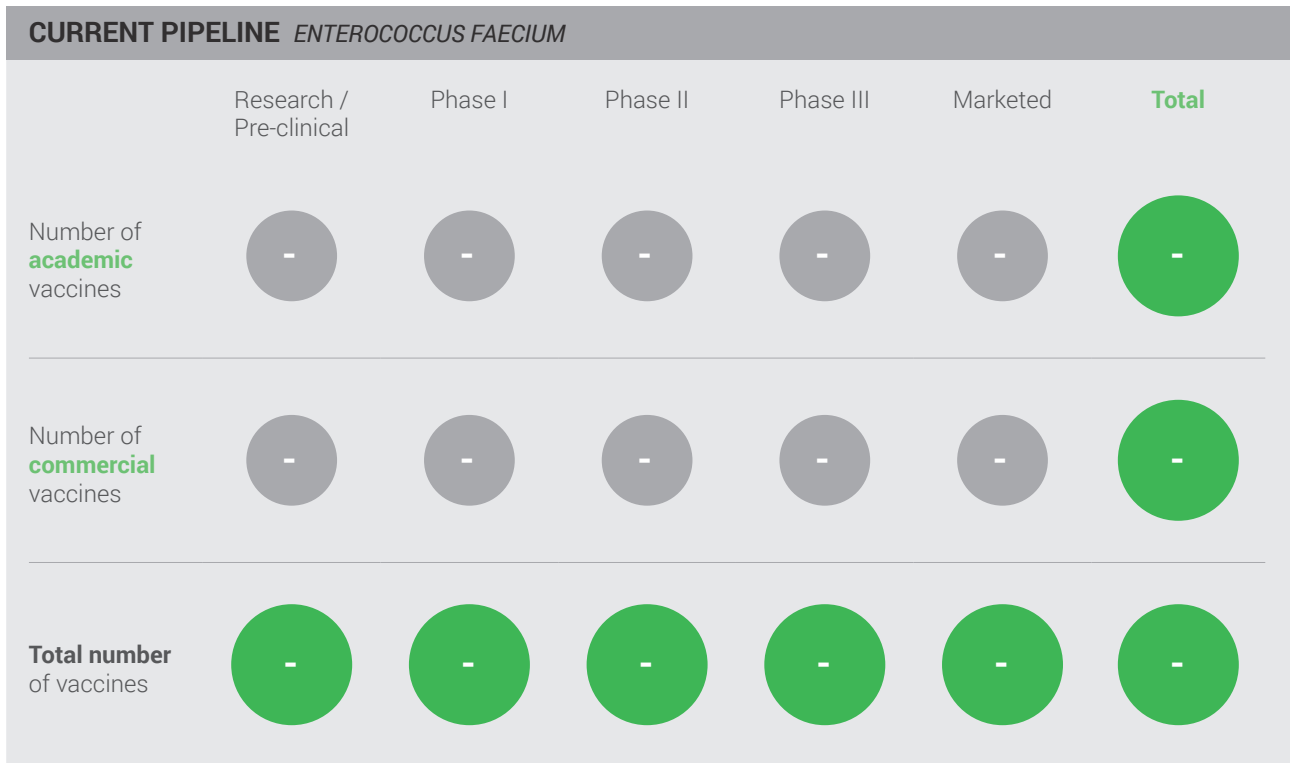 CURRENT PIPELINE ENTEROCOCCUS FAECIUM
Research / Pre-clinical Phase I Phase II Phase III Marketed Total
Number of academic vaccines - - - - - -
Number of commercial vaccines - - - - - -
Total number of vaccines - - - - - -